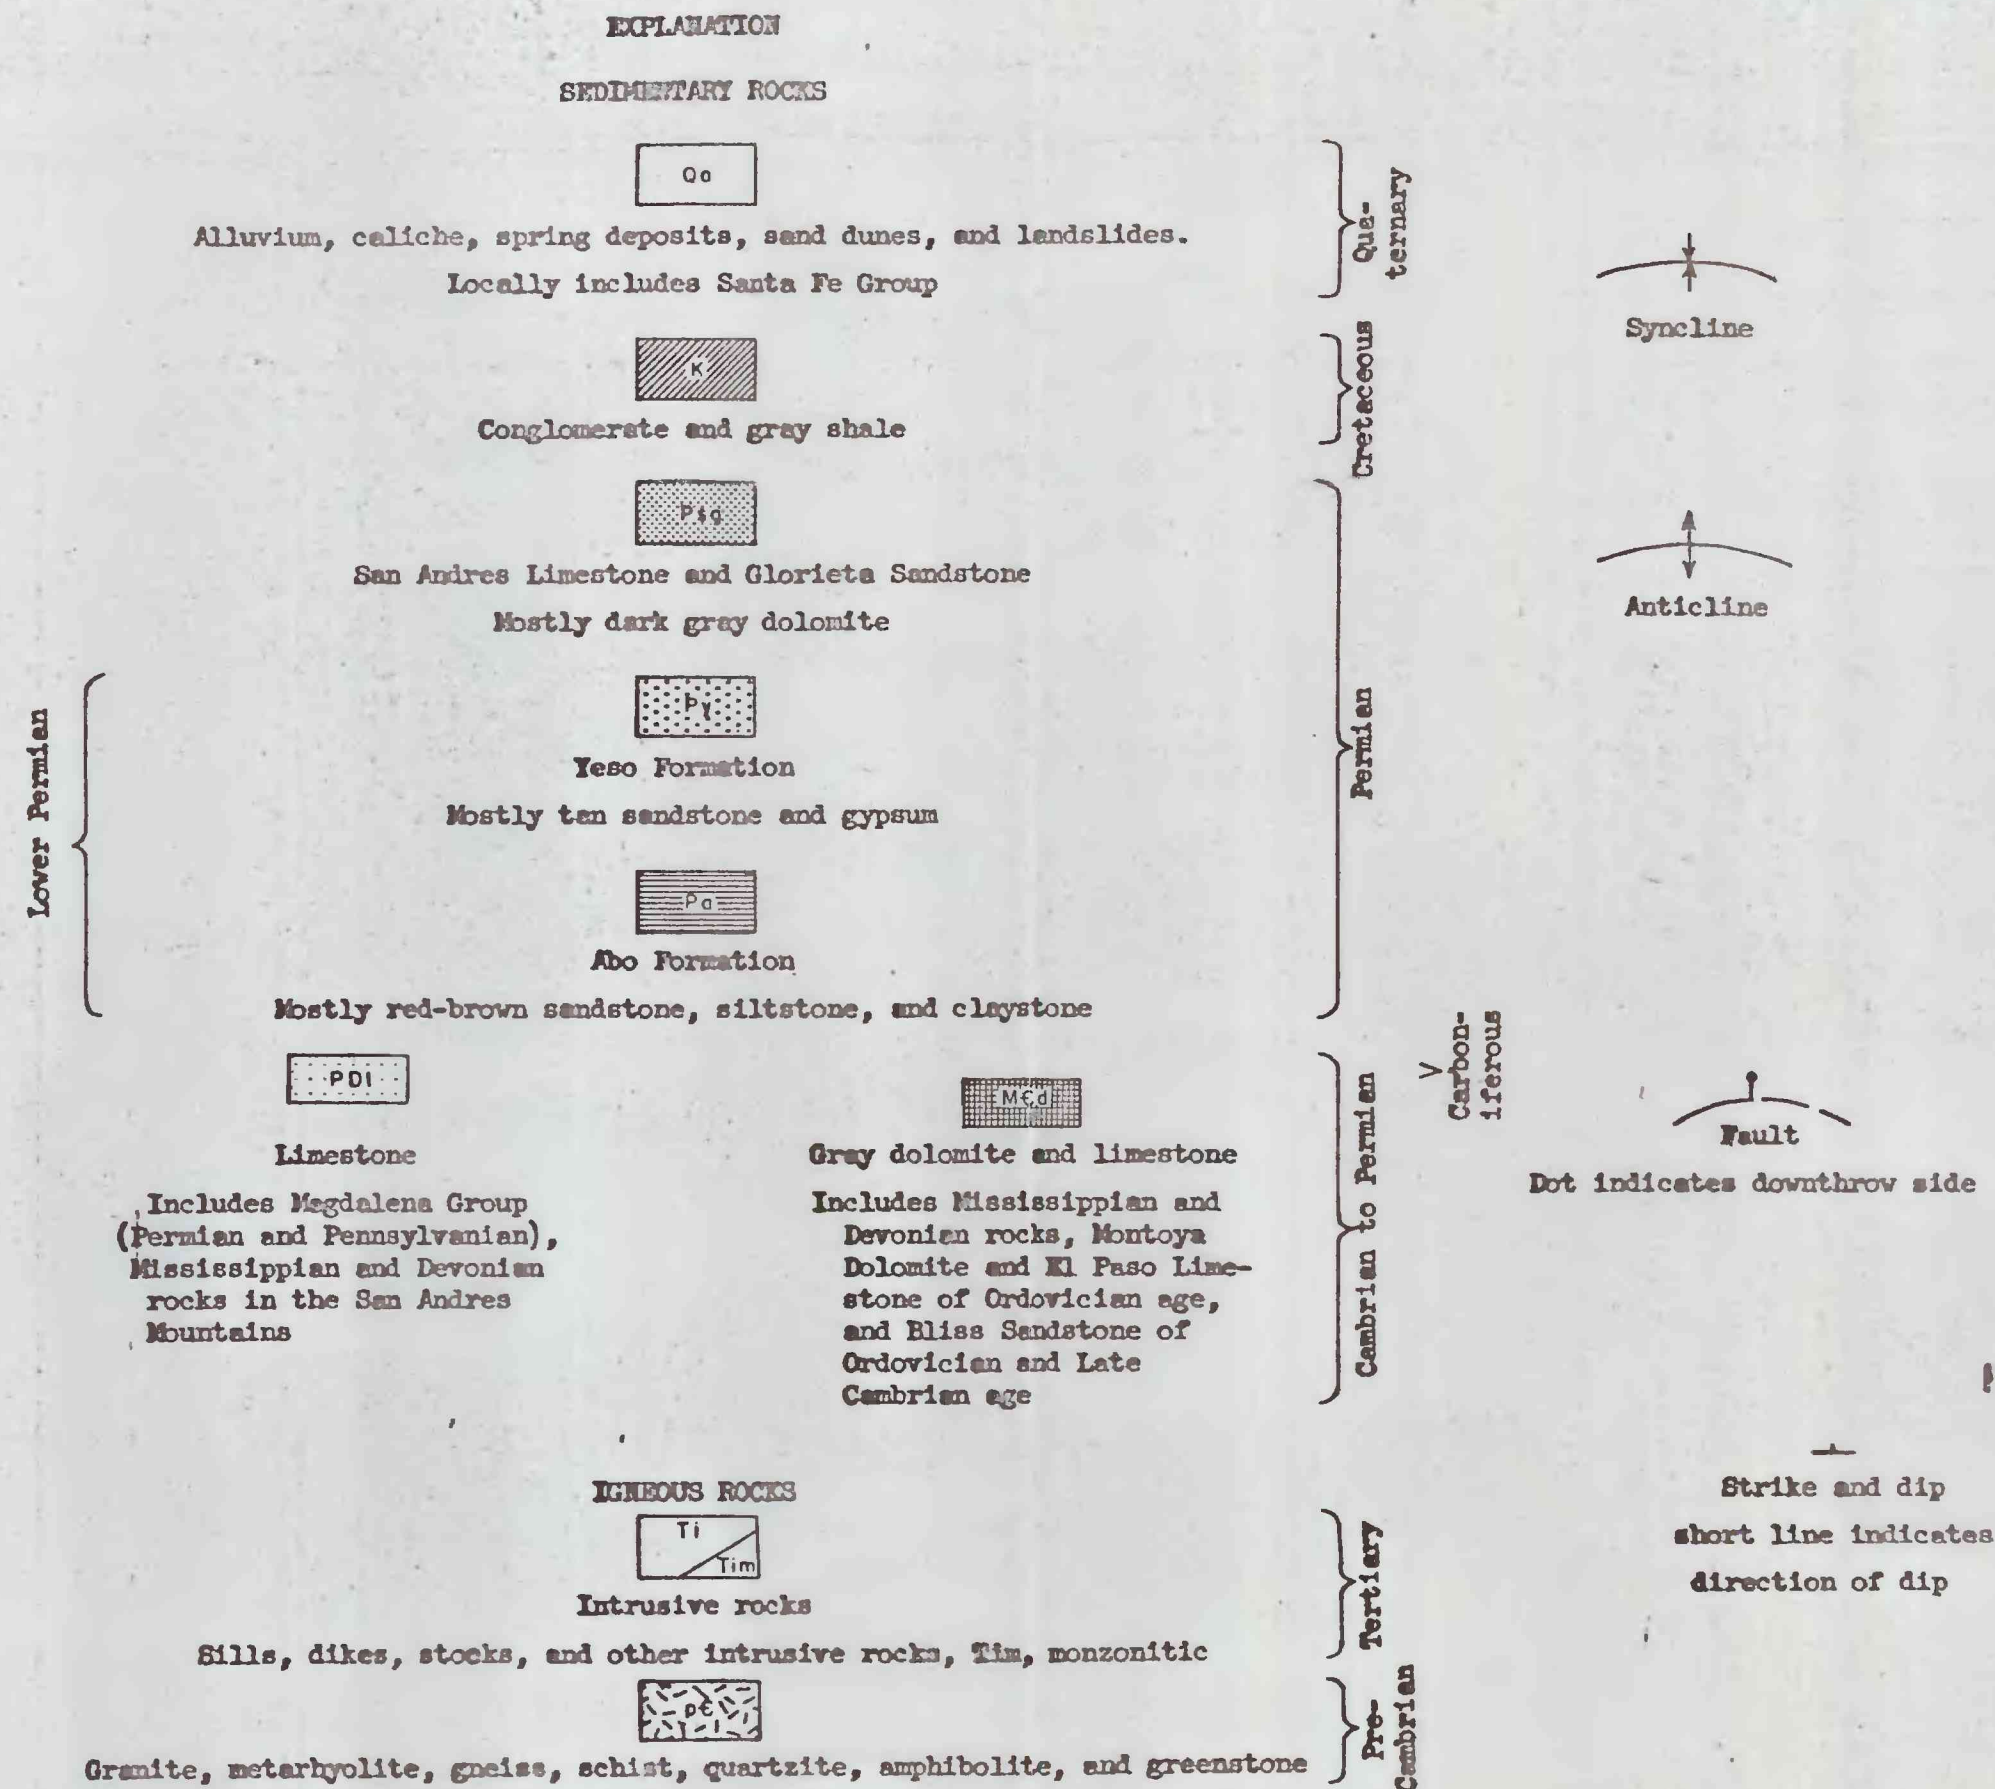 EXPLANATION
SEDIMENTARY ROCKS
Qa
Alluvium, caliche, spring deposits, sand dunes, and landslides.
Locally includes Santa Fe Group
Qua-
ternary
K
Conglomerate and gray shale
Cretaceous
Psg
San Andres Limestone and Glorieta Sandstone
Mostly dark gray dolomite
Py
Yeso Formation
Mostly tan sandstone and gypsum
Pa
Abo Formation
Mostly red-brown sandstone, siltstone, and claystone
Lower Permian
Permian
PDl
Limestone
Includes Magdalena Group
(Permian and Pennsylvanian),
Mississippian and Devonian
rocks in the San Andres
Mountains
M€d
Gray dolomite and limestone
Includes Mississippian and
Devonian rocks, Montoya
Dolomite and El Paso Lime-
stone of Ordovician age,
and Bliss Sandstone of
Ordovician and Late
Cambrian age
Cambrian to Permian
V
Carbon-
iferous
IGNEOUS ROCKS
Ti
Tim
Intrusive rocks
Sills, dikes, stocks, and other intrusive rocks, Tim, monzonitic
Tertiary
p€
Granite, metarhyolite, gneiss, schist, quartzite, amphibolite, and greenstone
Pre-
Cambrian
Syncline
Anticline
Fault
Dot indicates downthrow side
Strike and dip
short line indicates
direction of dip